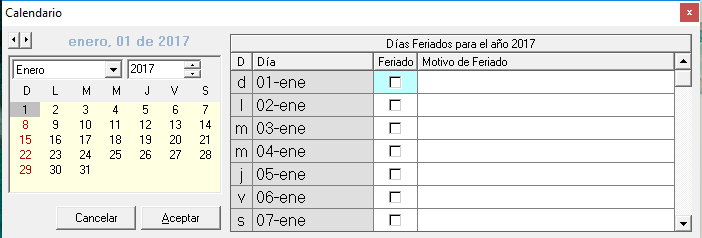 Calendario
enero, 01 de 2017
Enero 2017
D L M M J V S
1 2 3 4 5 6 7
8 9 10 11 12 13 14
15 16 17 18 19 20 21
22 23 24 25 26 27 28
29 30 31
Cancelar Aceptar
Días Feriados para el año 2017
D Día Feriado Motivo de Feriado
d 01-ene
l 02-ene
m 03-ene
m 04-ene
j 05-ene
v 06-ene
s 07-ene